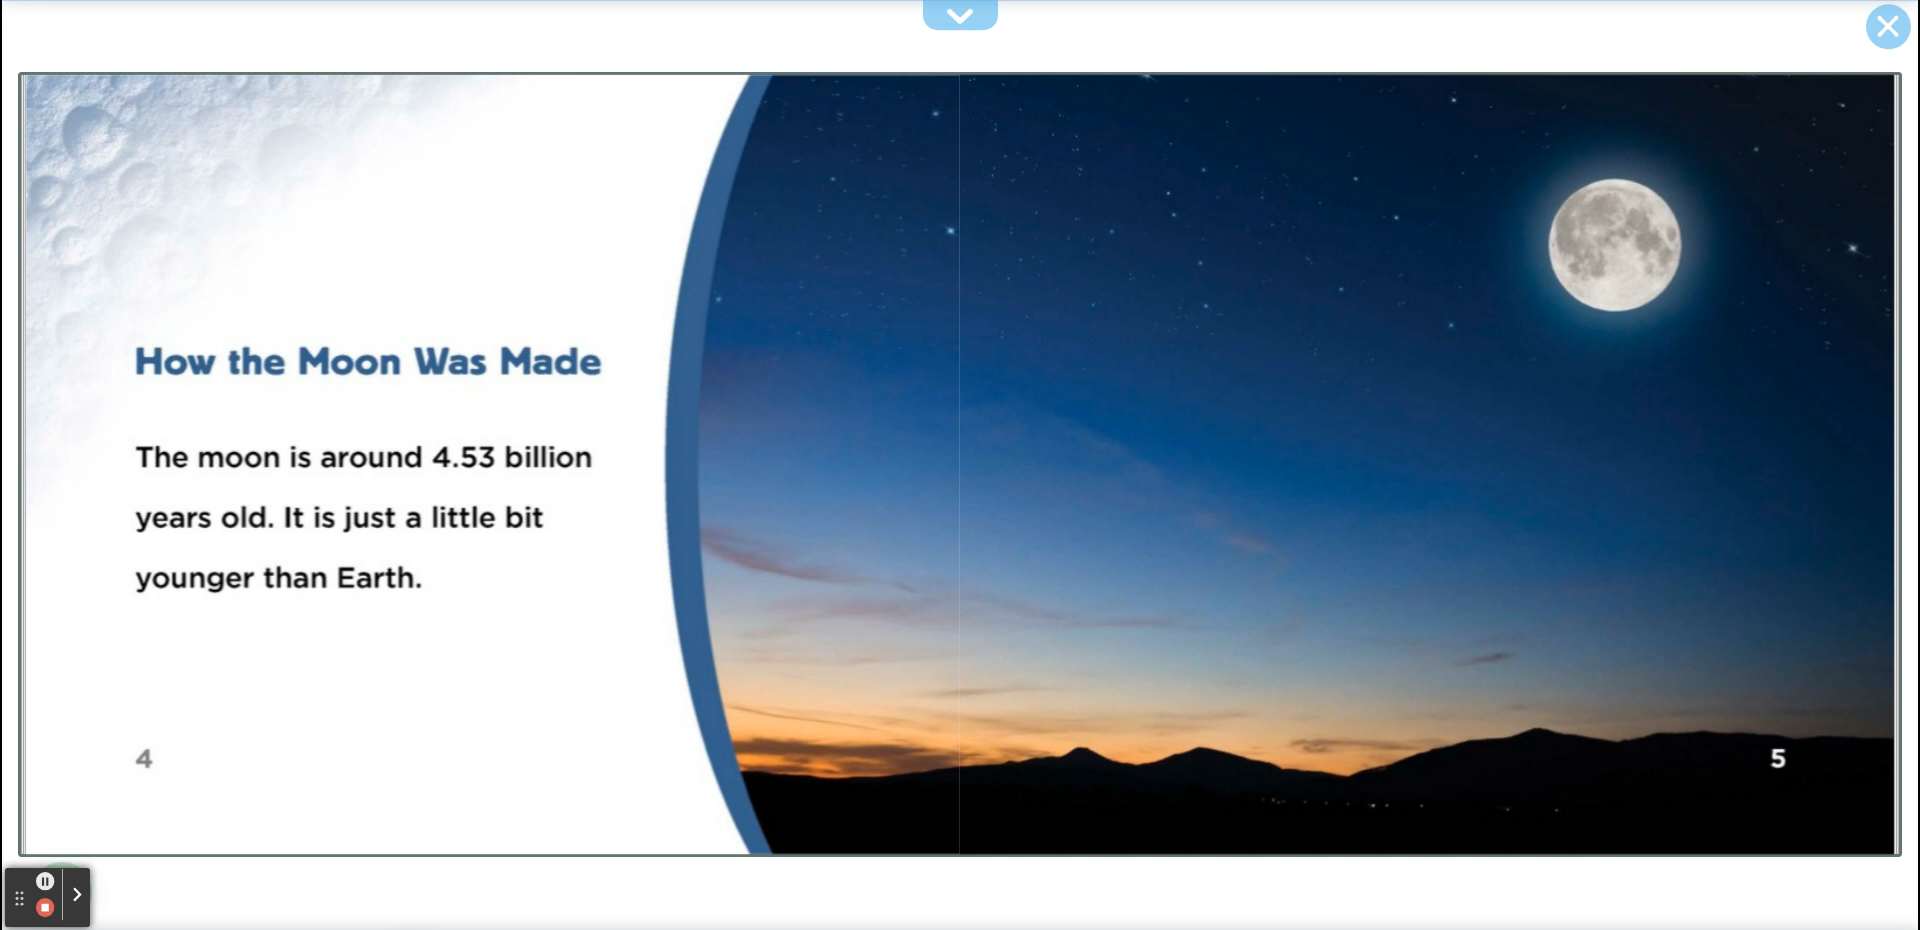 How the Moon Was Made
The moon is around 4.53 billion
years old. It is just a little bit
younger than Earth.
4
5